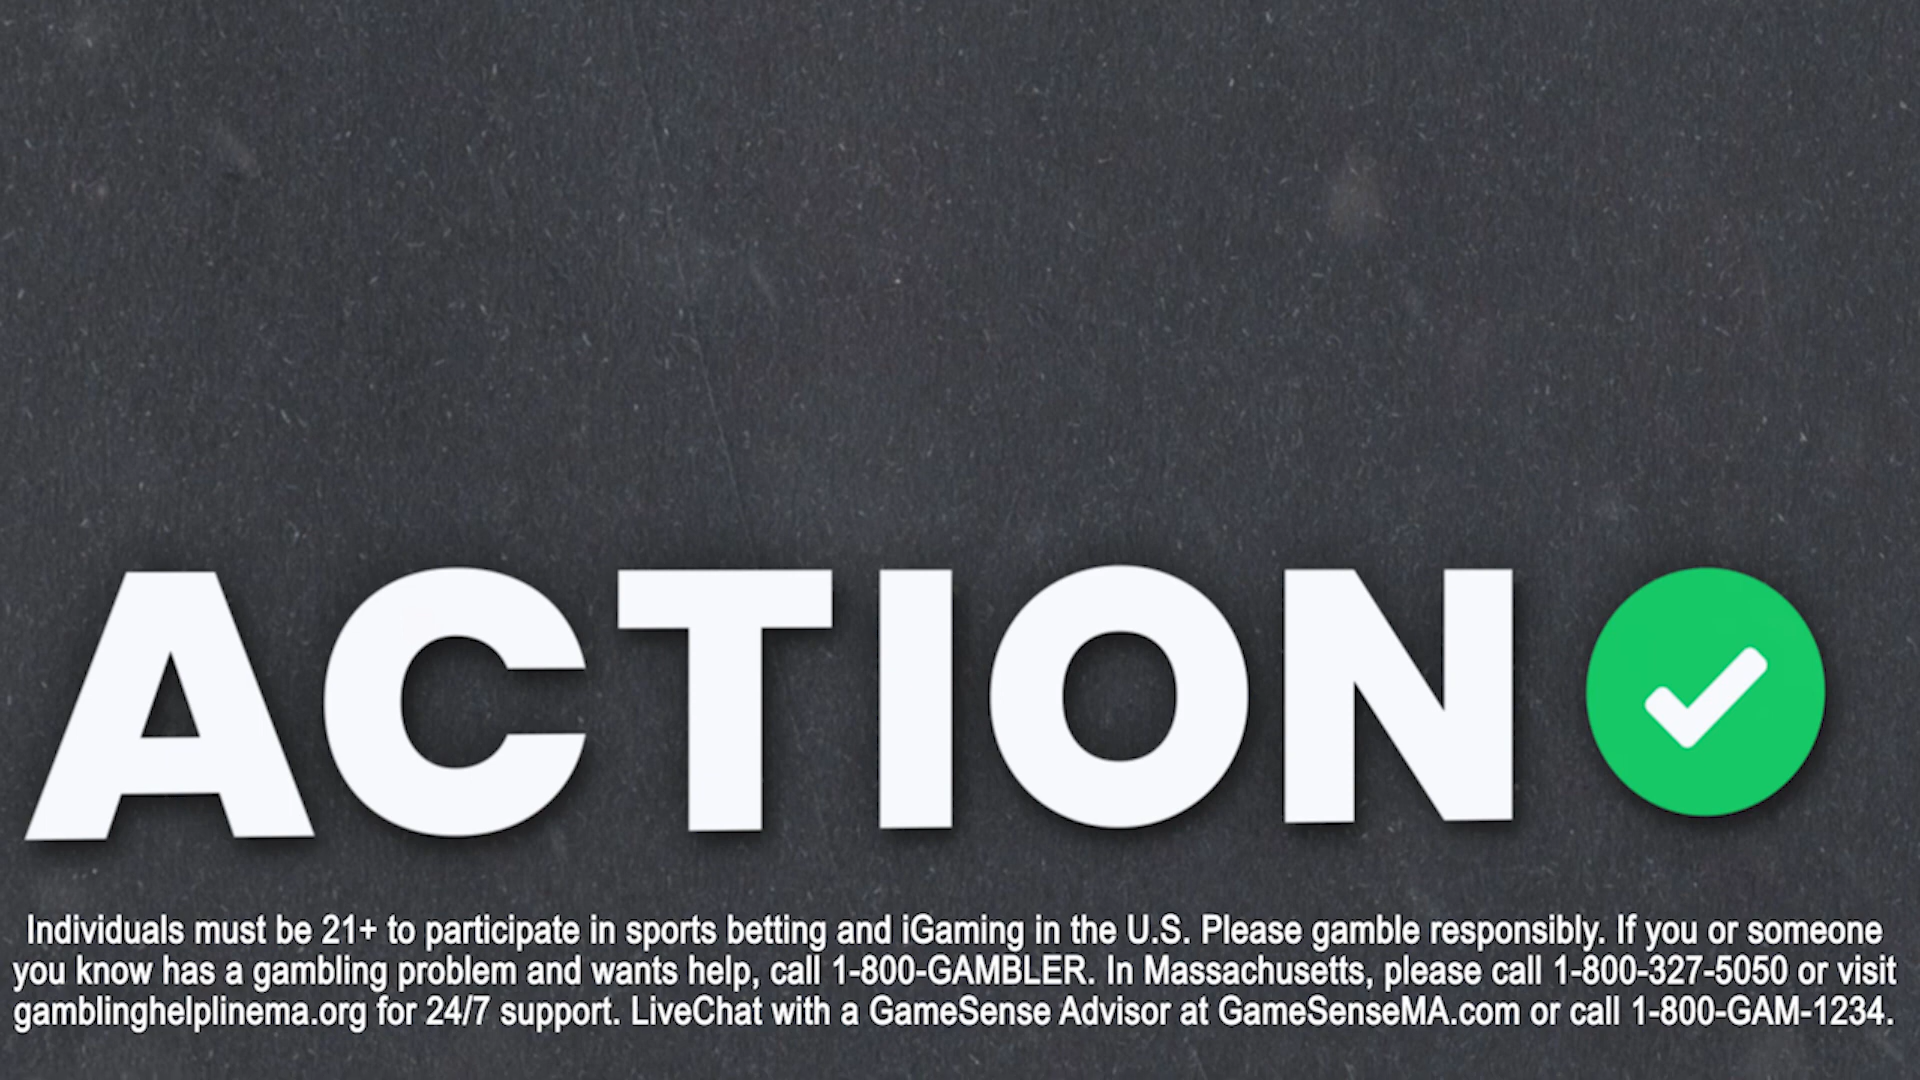 ACTION
Individuals must be 21+ to participate in sports betting and iGaming in the U.S. Please gamble responsibly. If you or someone
you know has a gambling problem and wants help, call 1-800-GAMBLER. In Massachusetts, please call 1-800-327-5050 or visit
gamblinghelplinema.org for 24/7 support. LiveChat with a GameSense Advisor at GameSenseMA.com or call 1-800-GAM-1234.